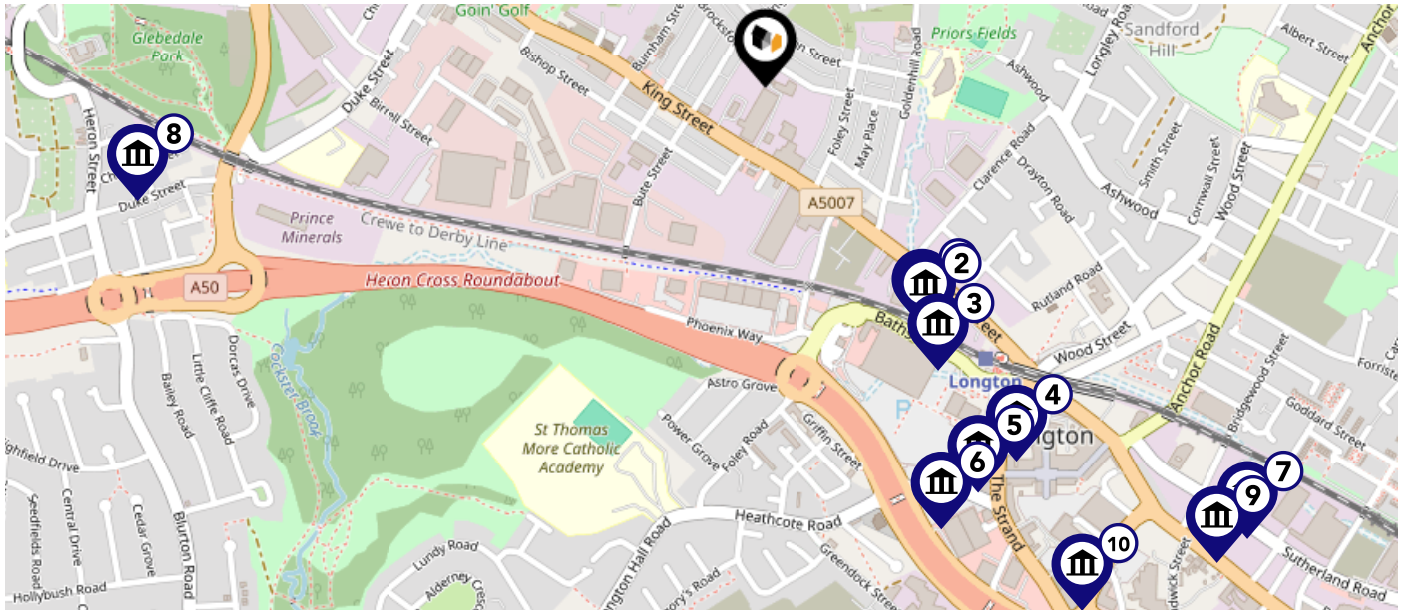 Goin' Golf
Glebedale
Park
Duke Street
Birrell Street
Bishop Street
King Street
Foley Street
May Place
Goldenhill Road
Priors Fields
Ashwood
Longley Road
Sandford
Hill
Albert Street
Anchor
Heron Street
8
Duke Street
Prince
Minerals
Crewe to Derby Line
Bute Street
A5007
Clarence Road
Drayton Road
Ashwood
Smith Street
Cornwall Street
Wood Street
A50
Heron Cross Roundabout
2
3
Rutland Road
Wood Street
Phoenix Way
Longton
Anchor Road
Bridgewood Street
Goddard Street
Dorcas Drive
Little Cliffe Road
Bailey Road
Cockster Brook
Astro Grove
Power Grove
Foley Road
Griffin Street
P
4
5
6
7
9
10
St Thomas
More Catholic
Academy
The Strand
Heathcote Road
Seedfields Road
Central Drive
Cedar Grove
Blurton Road
Hollybush Road
Lundy Road
Greendock Street
Sutherland Road